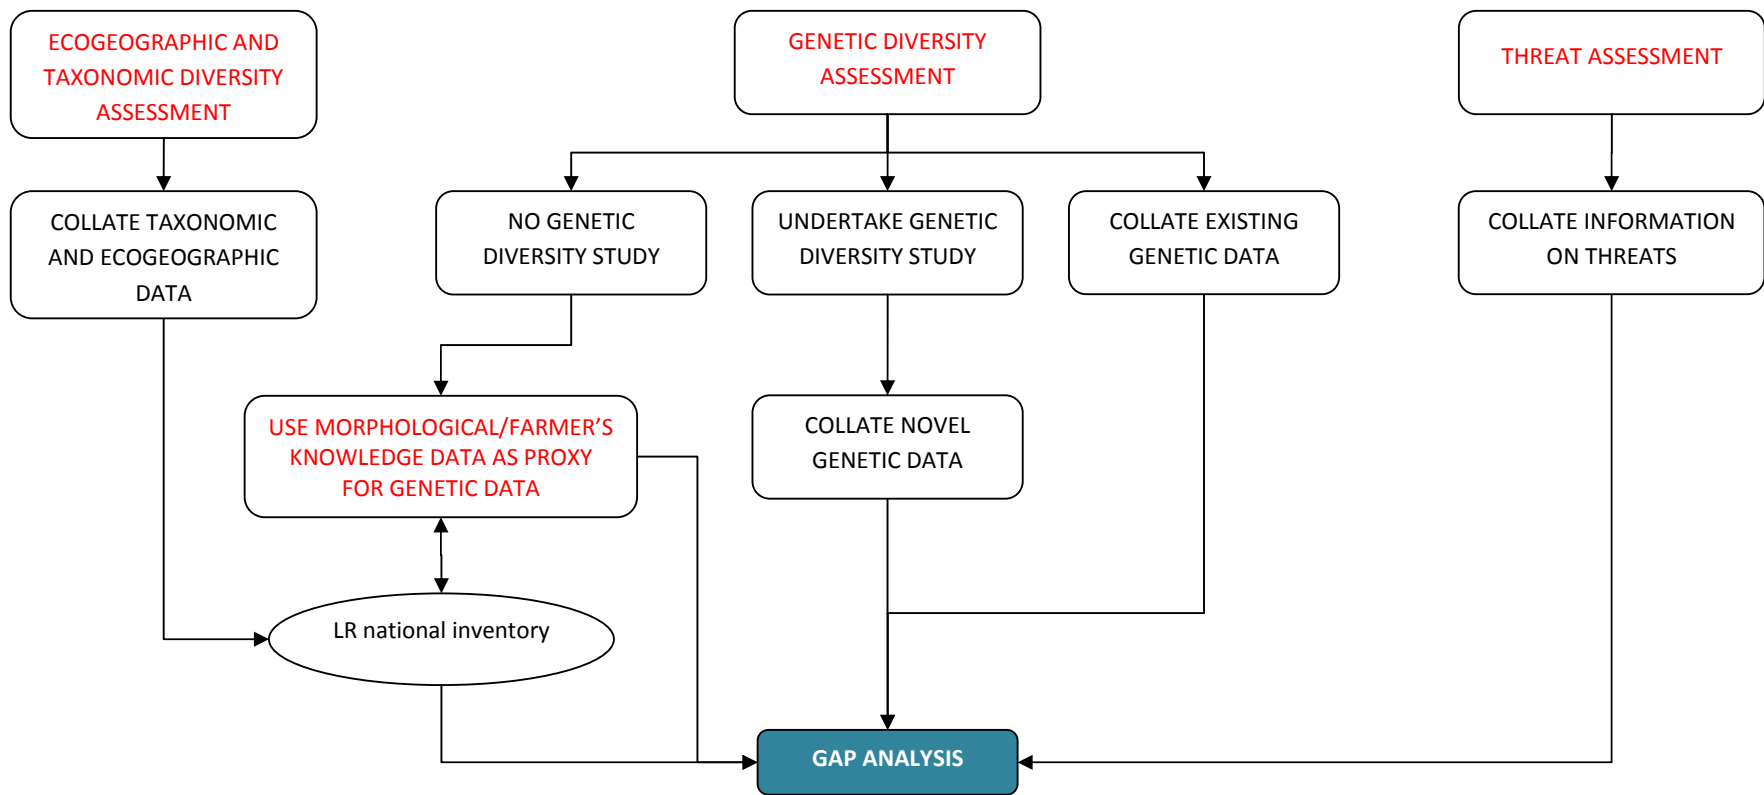 ECOGEOGRAPHIC AND
TAXONOMIC DIVERSITY
ASSESSMENT
GENETIC DIVERSITY
ASSESSMENT
THREAT ASSESSMENT
COLLATE TAXONOMIC
AND ECOGEOGRAPHIC
DATA
NO GENETIC
DIVERSITY STUDY
UNDERTAKE GENETIC
DIVERSITY STUDY
COLLATE EXISTING
GENETIC DATA
COLLATE INFORMATION
ON THREATS
USE MORPHOLOGICAL/FARMER’S
KNOWLEDGE DATA AS PROXY
FOR GENETIC DATA
COLLATE NOVEL
GENETIC DATA
LR national inventory
GAP ANALYSIS